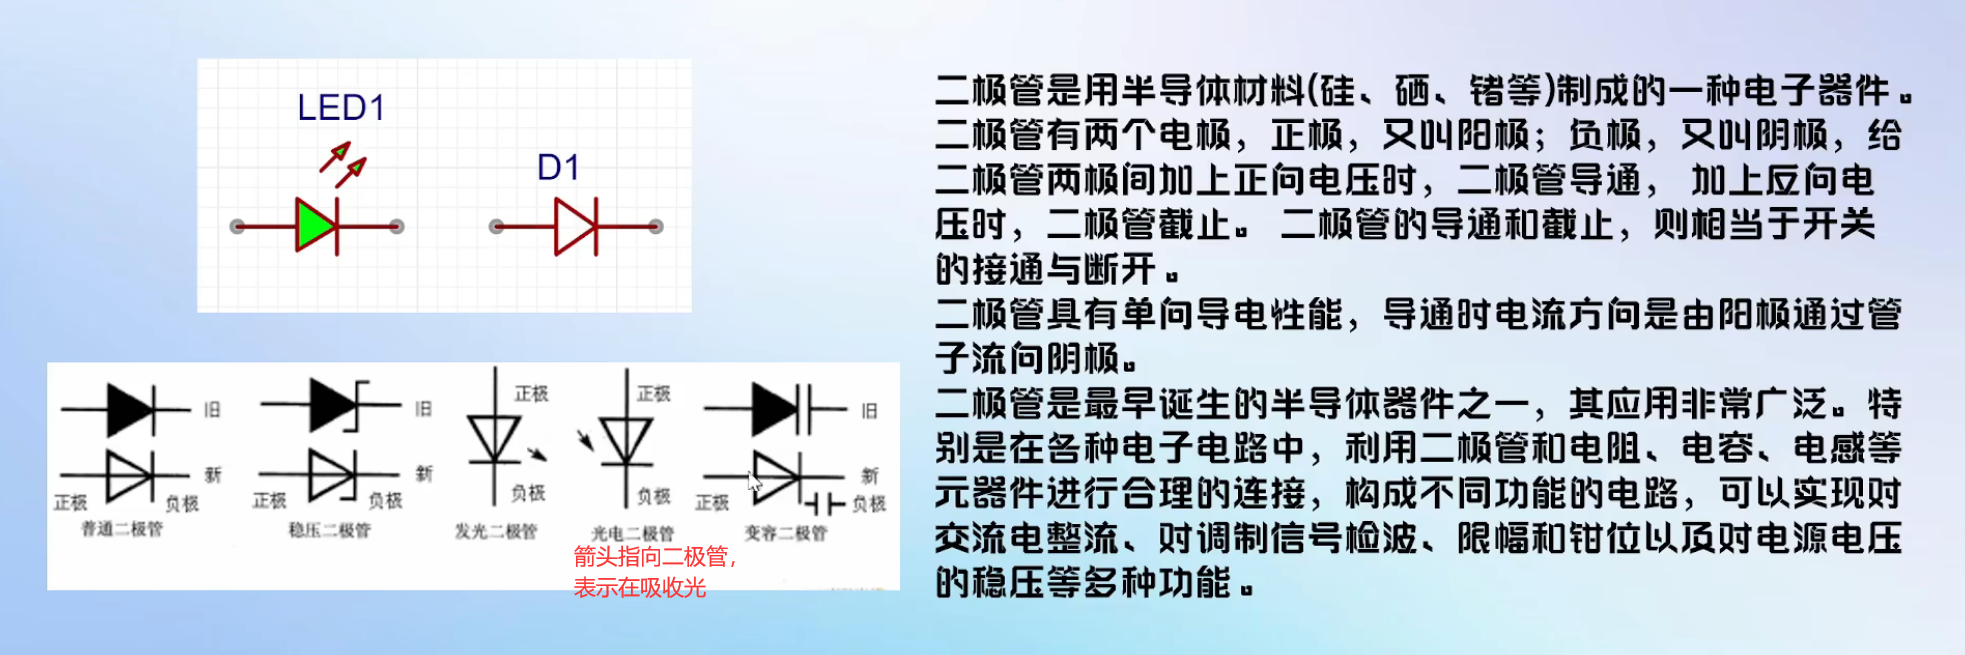 LED1
D1
旧
旧
正极
正极
旧
新
新
新
正极
负极
正极
负极
负极
负极
正极
负极
普通二极管
稳压二极管
发光二极管
光电二极管
变容二极管
箭头指向二极管，
表示在吸收光
二极管是用半导体材料(硅、硒、锗等)制成的一种电子器件。
二极管有两个电极，正极，又叫阳极；负极，又叫阴极，给
二极管两极间加上正向电压时，二极管导通， 加上反向电
压时，二极管截止。 二极管的导通和截止，则相当于开关
的接通与断开。
二极管具有单向导电性能，导通时电流方向是由阳极通过管
子流向阴极。
二极管是最早诞生的半导体器件之一，其应用非常广泛。特
别是在各种电子电路中，利用二极管和电阻、电容、电感等
元器件进行合理的连接，构成不同功能的电路，可以实现对
交流电整流、对调制信号检波、限幅和钳位以及对电源电压
的稳压等多种功能。